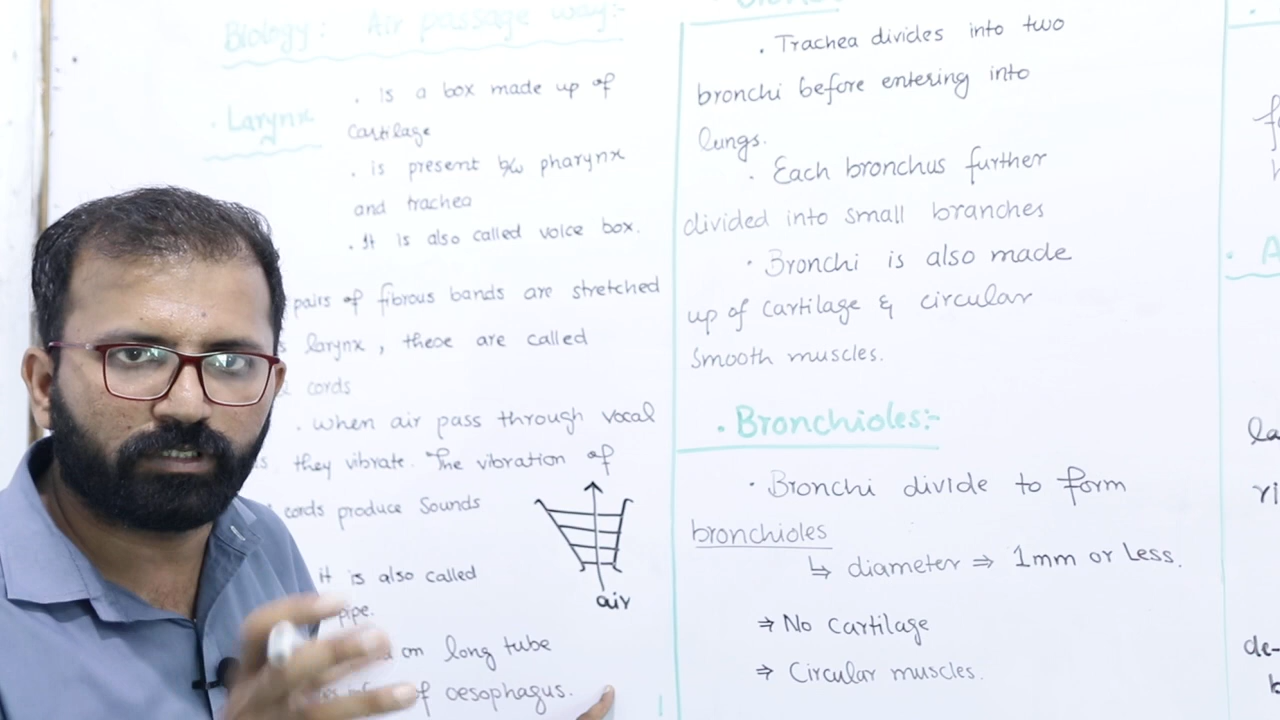 Biology: Air passage way:-
· Larynx
· is a box made up of
Cartilage
· is present b/w pharynx
and trachea
· It is also called voice box.
pairs of fibrous bands are stretched
larynx, these are called
cords
· when air pass through vocal
they vibrate. The vibration of
cords produce Sounds
air
it is also called
pipe.
long tube
of oesophagus.
· Trachea divides into two
bronchi before entering into
lungs.
· Each bronchus further
divided into small branches
· Bronchi is also made
up of cartilage & circular
Smooth muscles.
· Bronchioles:-
· Bronchi divide to form
bronchioles
↳ diameter ⇒ 1mm or Less.
⇒ No Cartilage
⇒ Circular muscles.